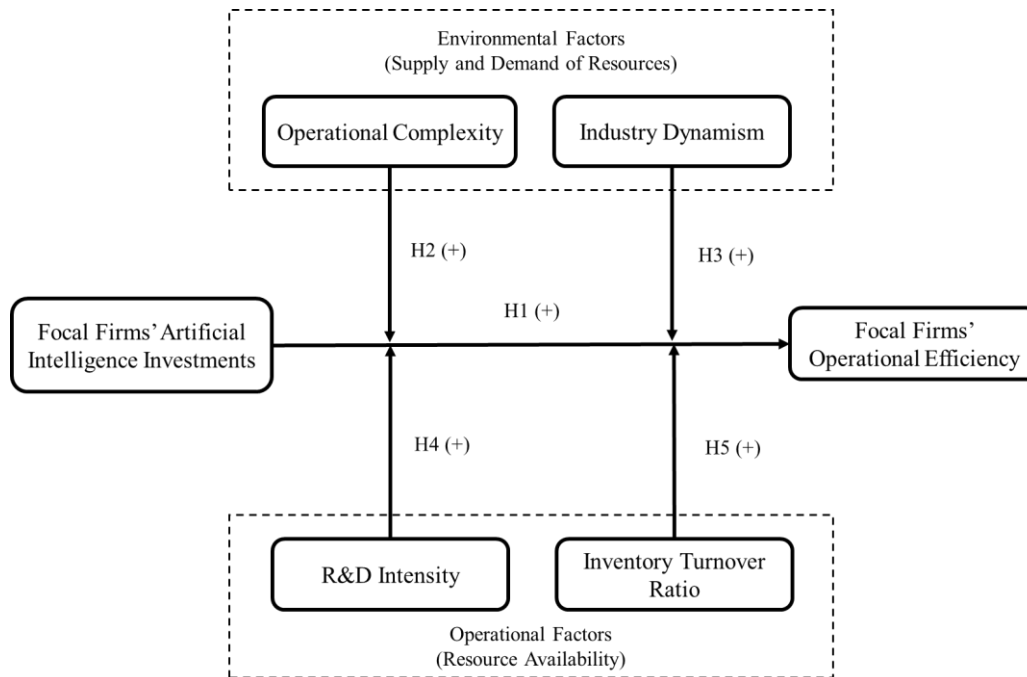 Environmental Factors
(Supply and Demand of Resources)
Operational Complexity
Industry Dynamism
H2 (+)
H3 (+)
H1 (+)
Focal Firms' Artificial
Intelligence Investments
Focal Firms'
Operational Efficiency
H4 (+)
H5 (+)
R&D Intensity
Inventory Turnover
Ratio
Operational Factors
(Resource Availability)